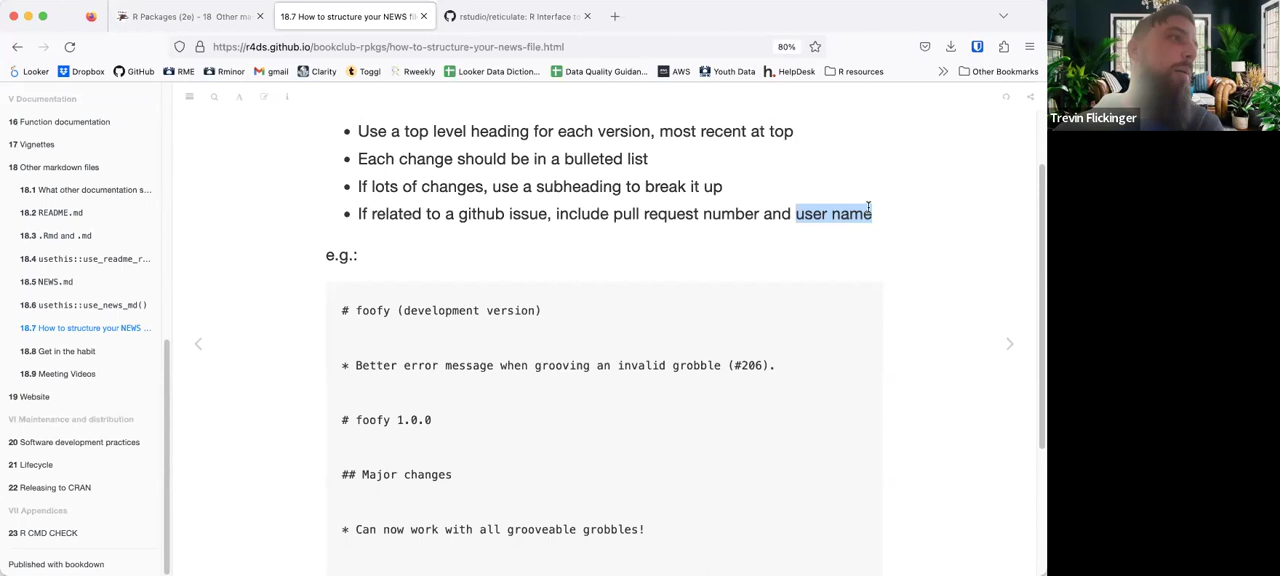 R Packages (2e) - 18 Other ma
18.7 How to structure your NEWS fi
rstudio/reticulate: R Interface to
https://r4ds.github.io/bookclub-rpkgs/how-to-structure-your-news-file.html
80%
Looker
Dropbox
GitHub
RME
Rminor
gmail
Clarity
Toggl
Rweekly
Looker Data Diction...
Data Quality Guidan...
AWS
Youth Data
HelpDesk
R resources
Other Bookmarks
V Documentation
16 Function documentation
17 Vignettes
18 Other markdown files
18.1 What other documentation s...
18.2 README.md
18.3 .Rmd and .md
18.4 usethis::use_readme_r...
18.5 NEWS.md
18.6 usethis::use_news_md()
18.7 How to structure your NEWS ...
18.8 Get in the habit
18.9 Meeting Videos
19 Website
VI Maintenance and distribution
20 Software development practices
21 Lifecycle
22 Releasing to CRAN
VII Appendices
23 R CMD CHECK
Published with bookdown
• Use a top level heading for each version, most recent at top
• Each change should be in a bulleted list
• If lots of changes, use a subheading to break it up
• If related to a github issue, include pull request number and user name
e.g.:
# foofy (development version)
* Better error message when grooving an invalid grobble (#206).
# foofy 1.0.0
## Major changes
* Can now work with all grooveable grobbles!
Trevin Flickinger